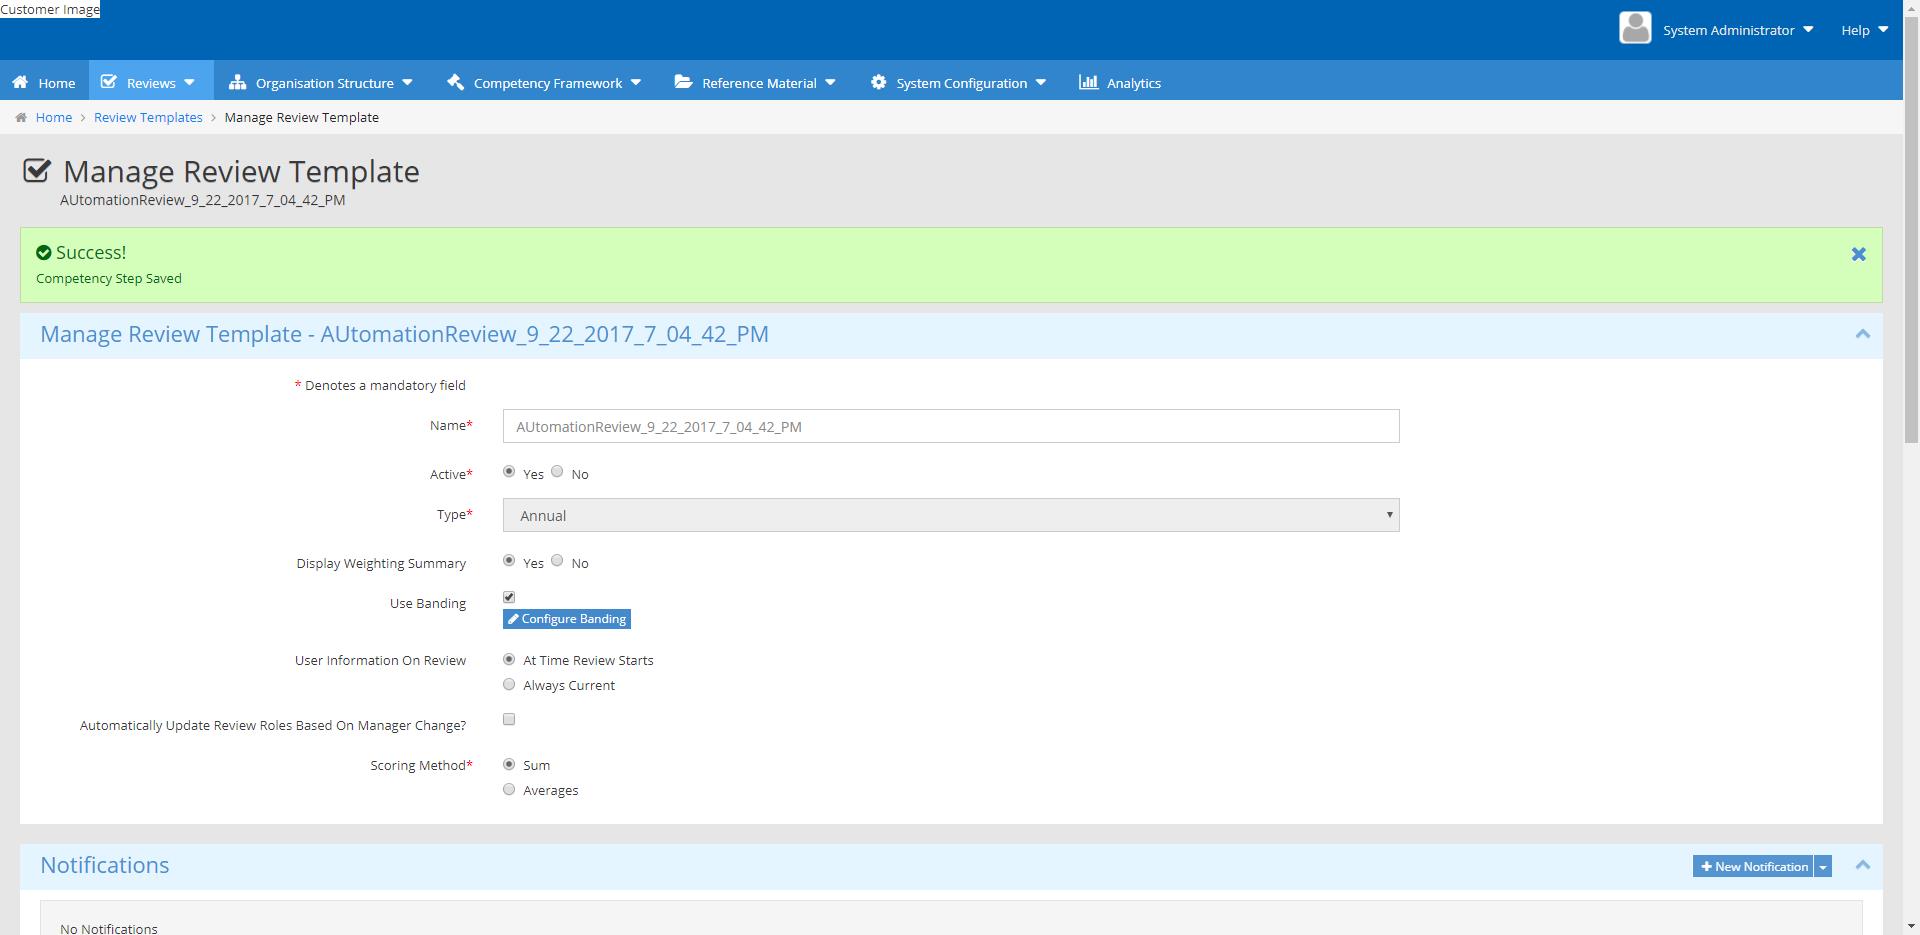 Customer Image
System Administrator Help
Home Reviews Organisation Structure Competency Framework Reference Material System Configuration Analytics
Home > Review Templates > Manage Review Template
Manage Review Template
AUtomationReview_9_22_2017_7_04_42_PM
Success!
Competency Step Saved
Manage Review Template - AUtomationReview_9_22_2017_7_04_42_PM
* Denotes a mandatory field
Name* AUtomationReview_9_22_2017_7_04_42_PM
Active* Yes No
Type* Annual
Display Weighting Summary Yes No
Use Banding
Configure Banding
User Information On Review At Time Review Starts
Always Current
Automatically Update Review Roles Based On Manager Change?
Scoring Method* Sum
Averages
Notifications New Notification
No Notifications